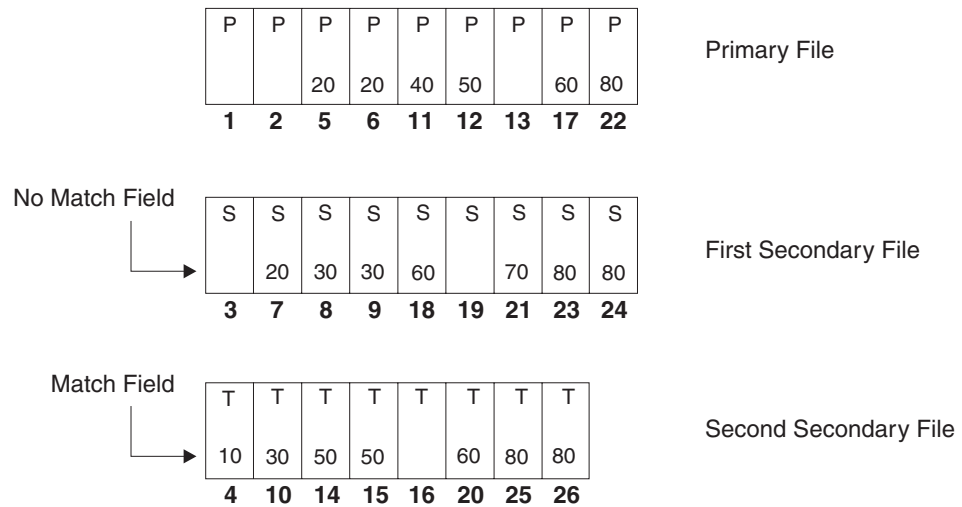 P P P P P P P P P
Primary File
20 20 40 50 60 80
1 2 5 6 11 12 13 17 22
No Match Field
S S S S S S S S S
First Secondary File
20 30 30 60 70 80 80
3 7 8 9 18 19 21 23 24
Match Field
T T T T T T T T
Second Secondary File
10 30 50 50 60 80 80
4 10 14 15 16 20 25 26